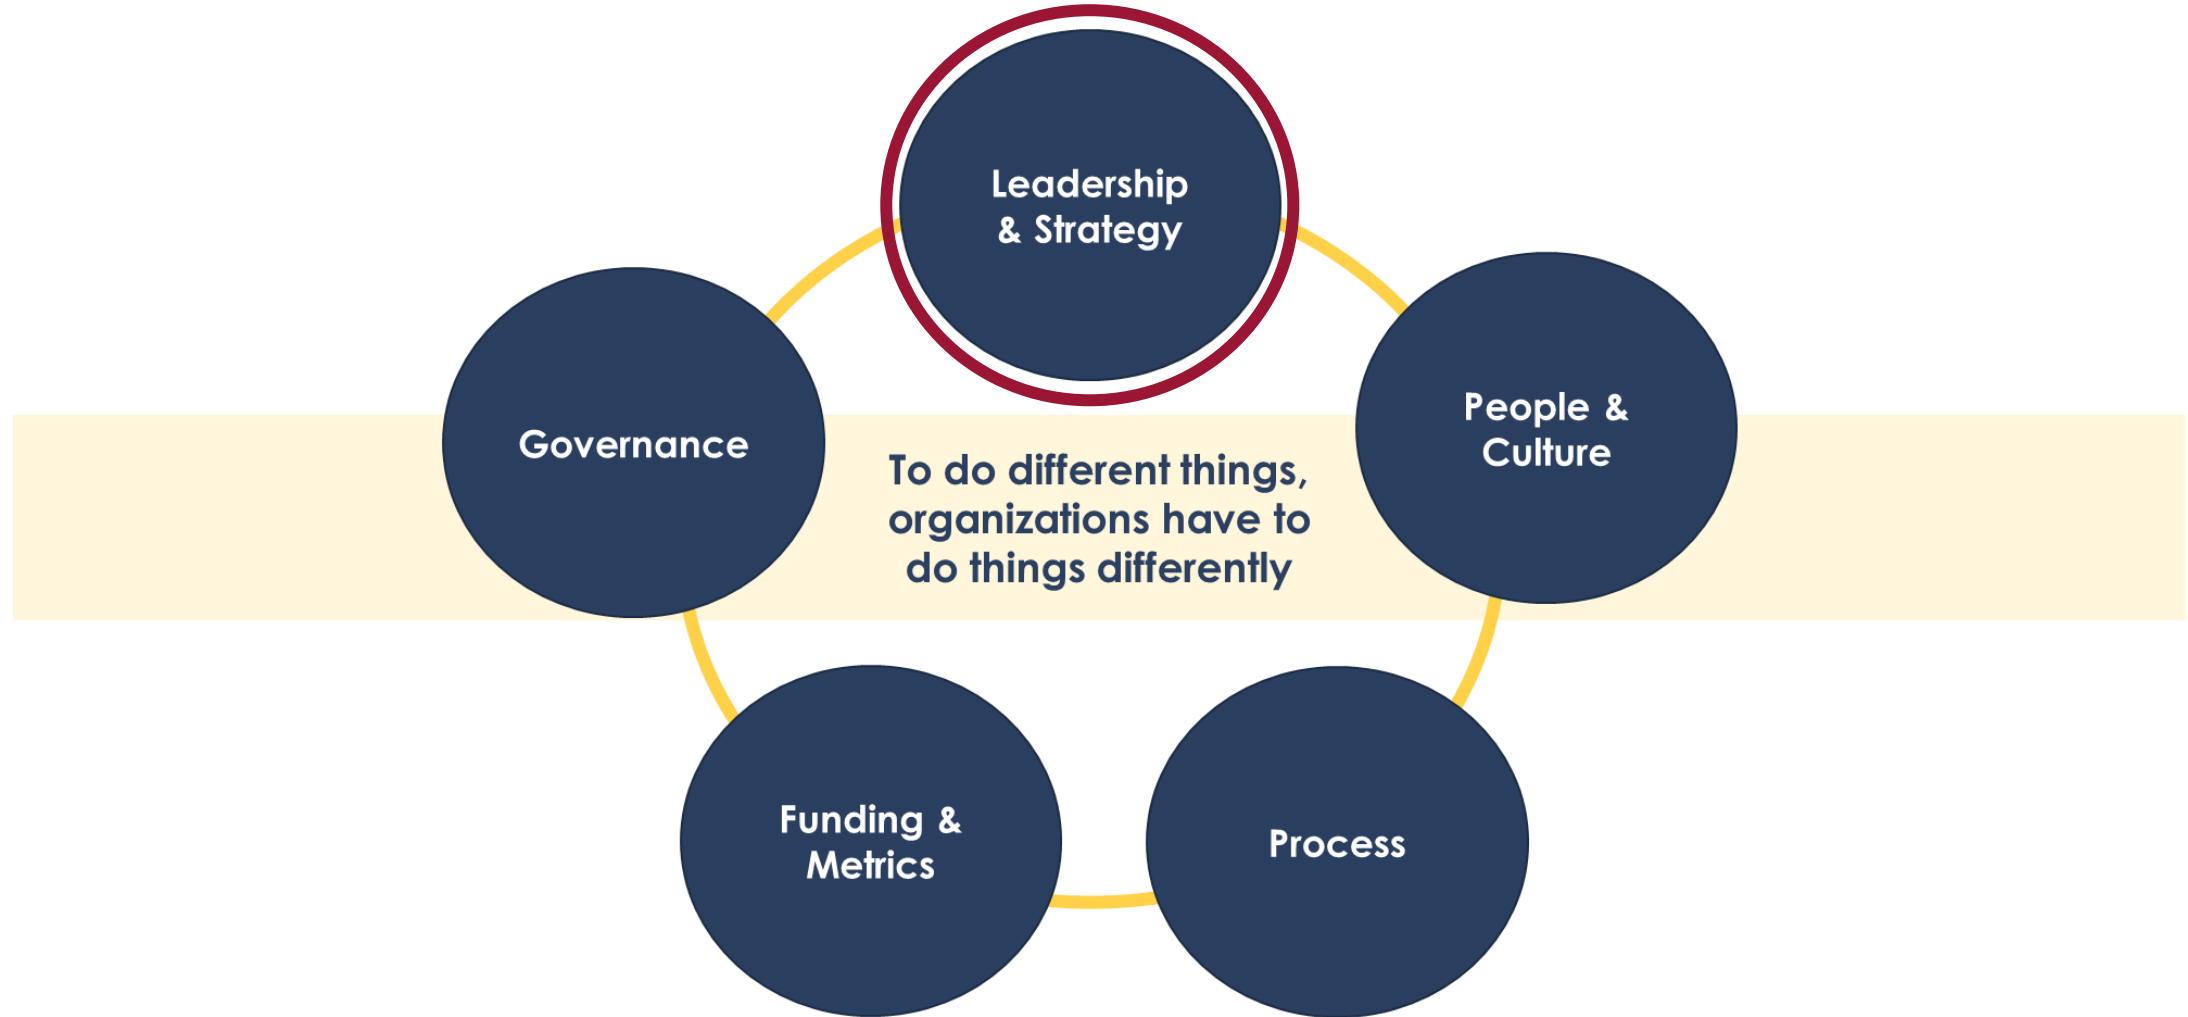 Leadership
& Strategy
People &
Culture
Governance
To do different things,
organizations have to
do things differently
Funding &
Metrics
Process